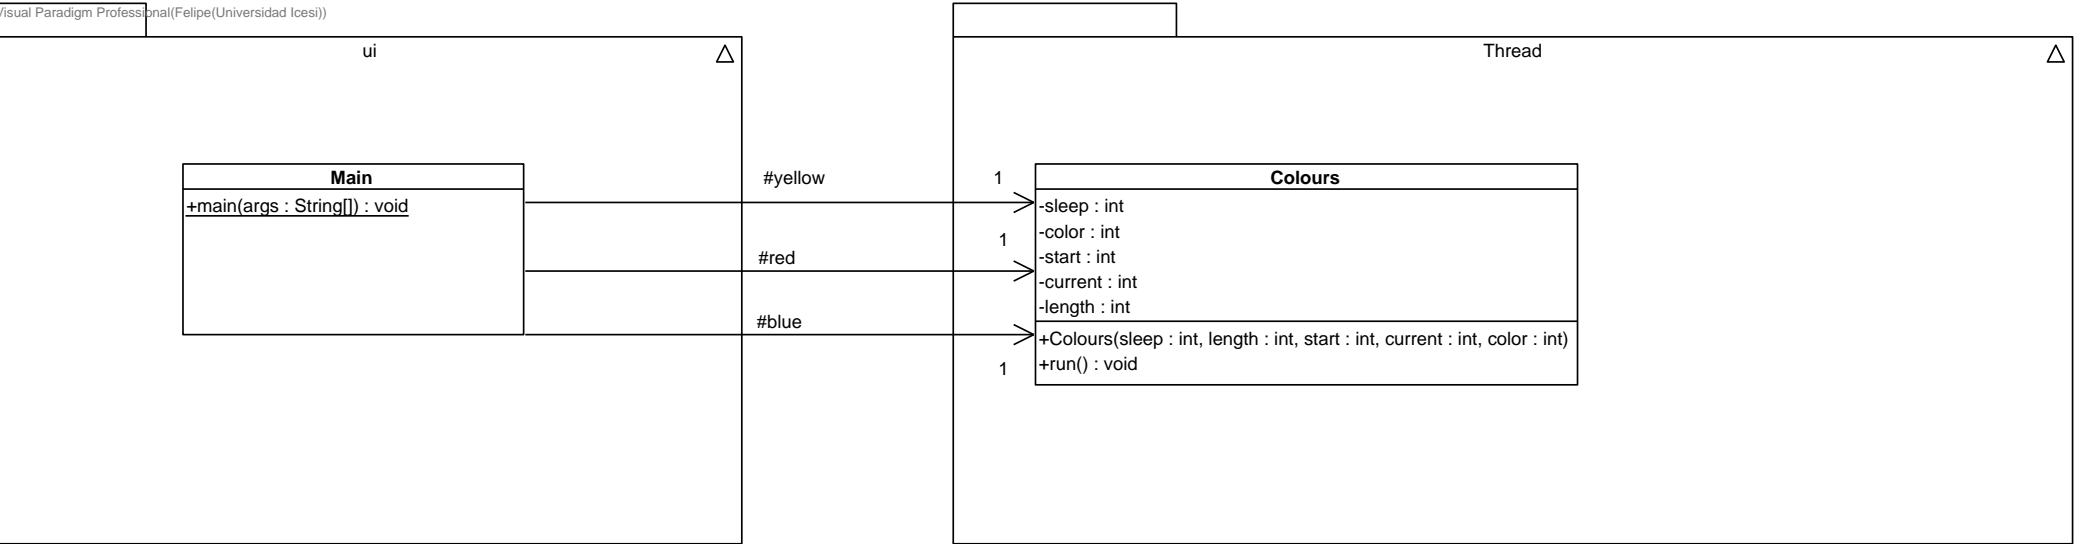 Visual Paradigm Professional(Felipe(Universidad Icesi))
ui
Thread
Main
+main(args : String[]) : void
#yellow
1
#red
1
#blue
1
Colours
-sleep : int
-color : int
-start : int
-current : int
-length : int
+Colours(sleep : int, length : int, start : int, current : int, color : int)
+run() : void